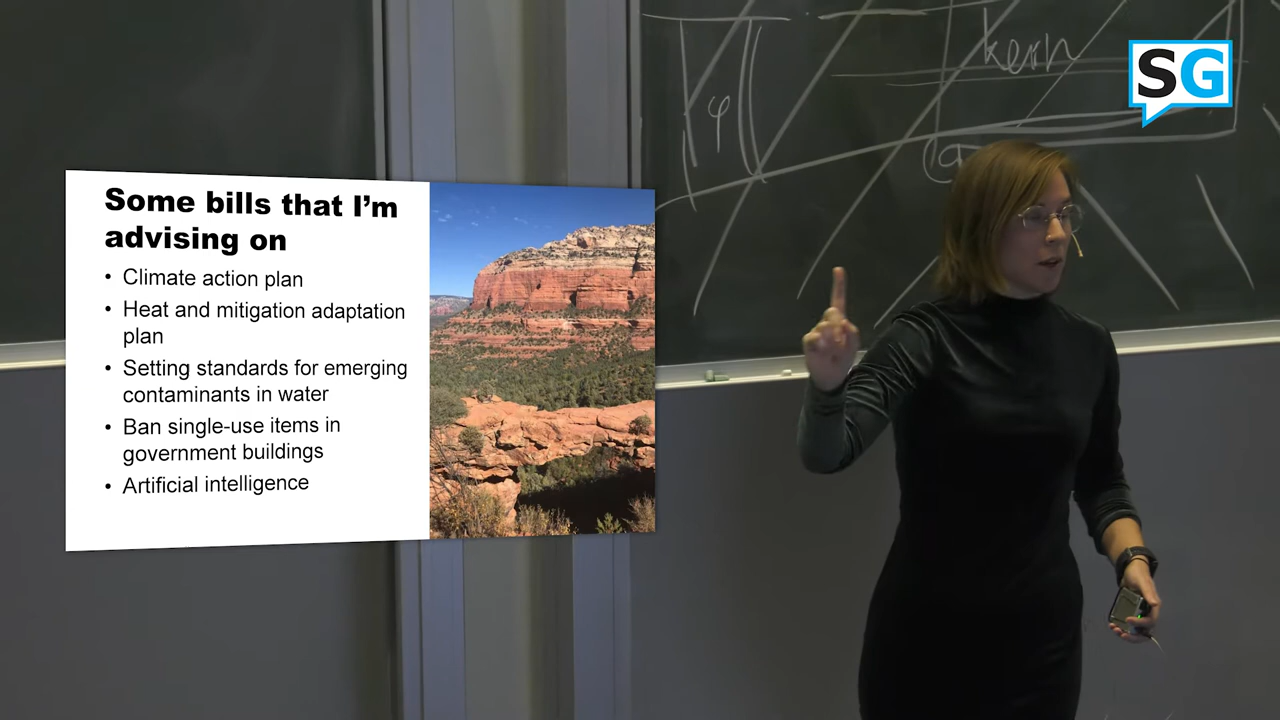 SG
kern
φ
Some bills that I'm
advising on
• Climate action plan
• Heat and mitigation adaptation
plan
• Setting standards for emerging
contaminants in water
• Ban single-use items in
government buildings
• Artificial intelligence